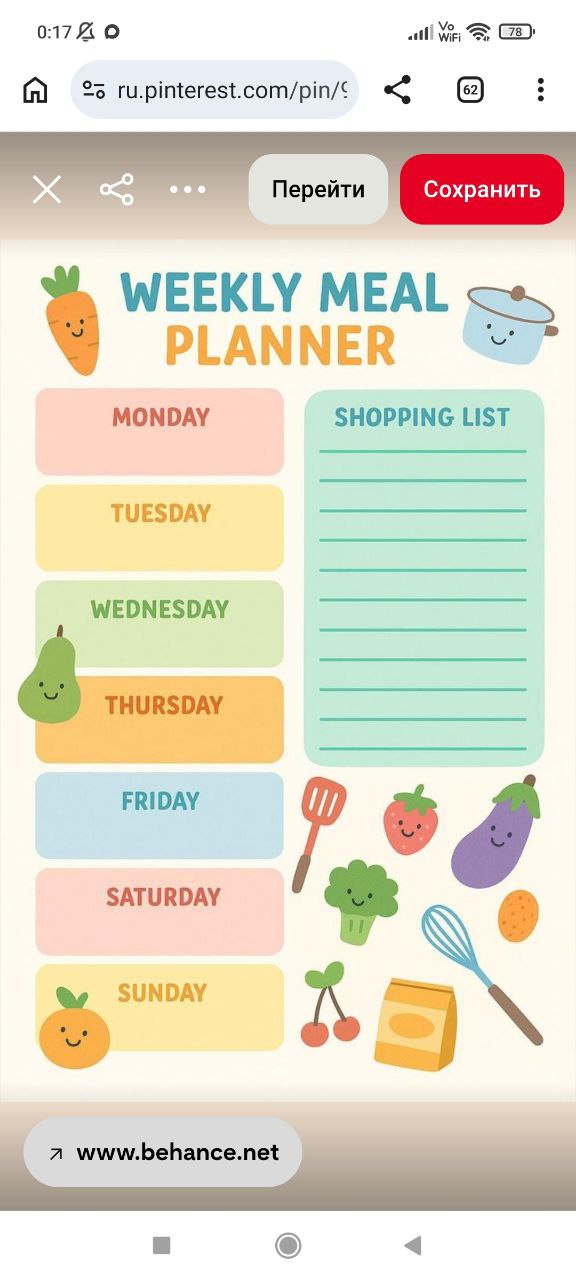 0:17
Vo
WiFi
78
ru.pinterest.com/pin/
62
Перейти
Сохранить
WEEKLY MEAL
PLANNER
MONDAY
TUESDAY
WEDNESDAY
THURSDAY
FRIDAY
SATURDAY
SUNDAY
SHOPPING LIST
www.behance.net